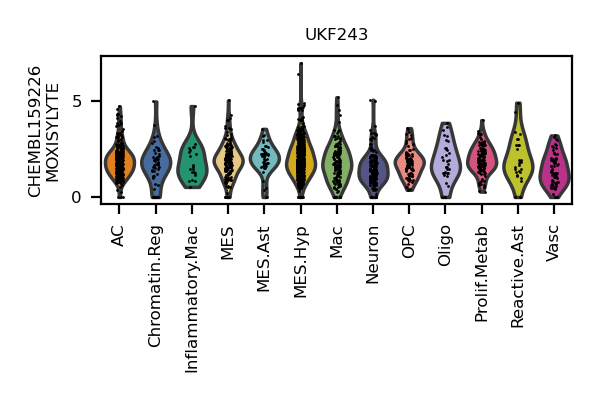 UKF243
CHEMBL159226
MOXISYLYTE
5
0
AC
Chromatin.Reg
Inflammatory.Mac
MES
MES.Ast
MES.Hyp
Mac
Neuron
OPC
Oligo
Prolif.Metab
Reactive.Ast
Vasc